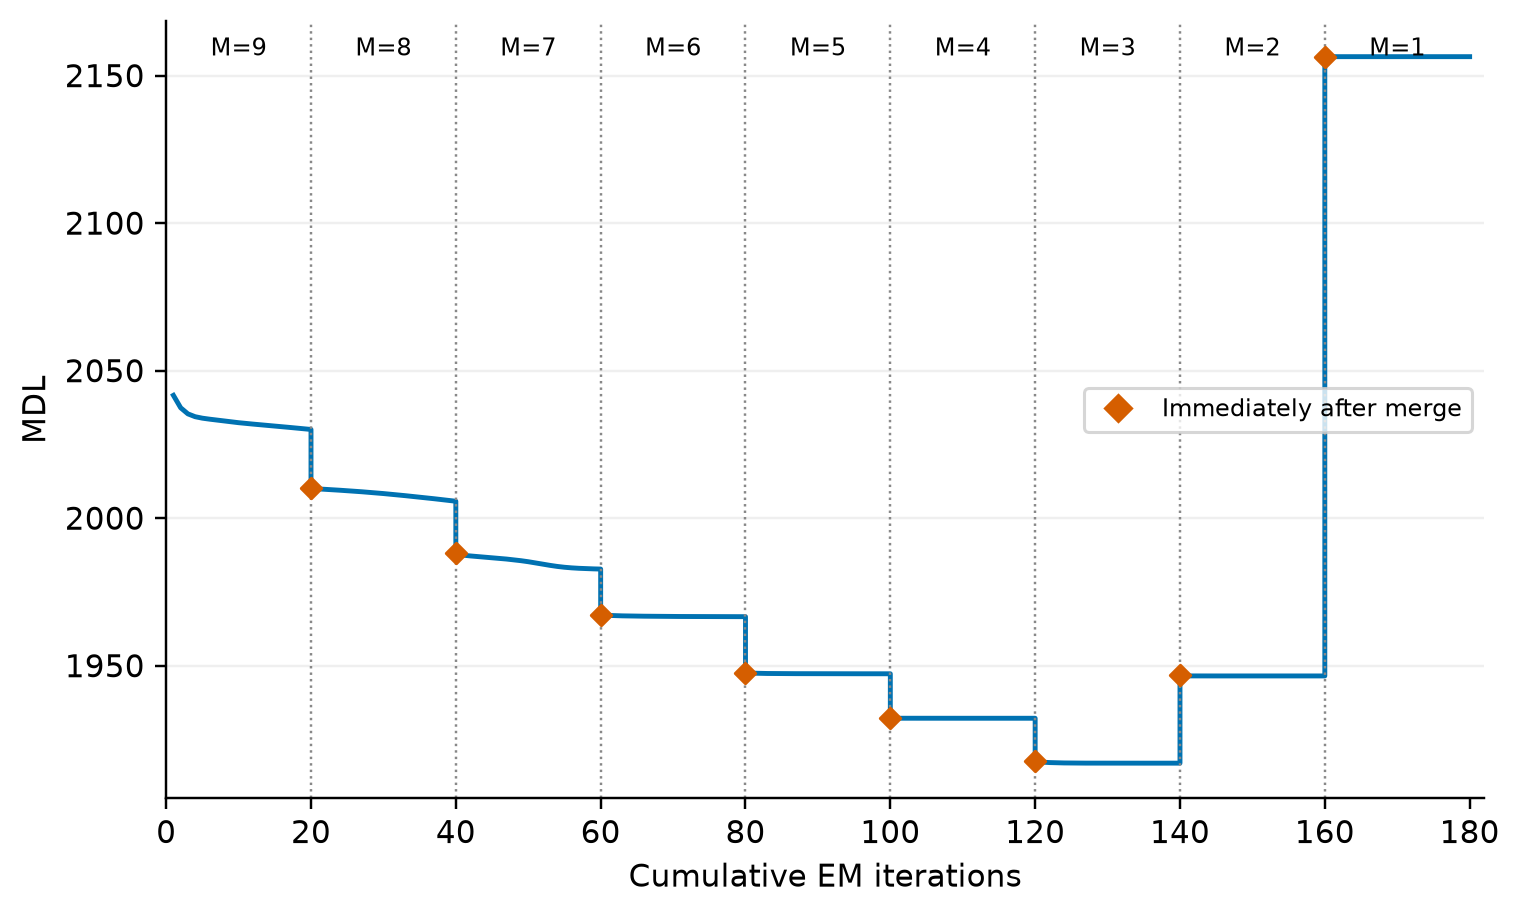 M=9 M=8 M=7 M=6 M=5 M=4 M=3 M=2 M=1
2150
2100
2050
2000
1950
MDL
Immediately after merge
0 20 40 60 80 100 120 140 160 180
Cumulative EM iterations